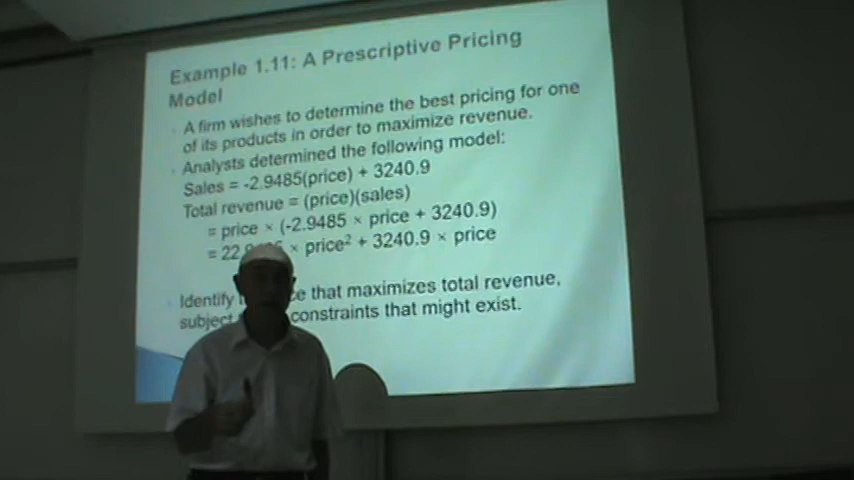 Example 1.11: A Prescriptive Pricing
Model
A firm wishes to determine the best pricing for one
of its products in order to maximize revenue.
Analysts determined the following model:
Sales = -2.9485(price) + 3240.9
Total revenue = (price)(sales)
= price × (-2.9485 × price + 3240.9)
= 22.9 5 × price² + 3240.9 × price
Identify that maximizes total revenue,
subject constraints that might exist.